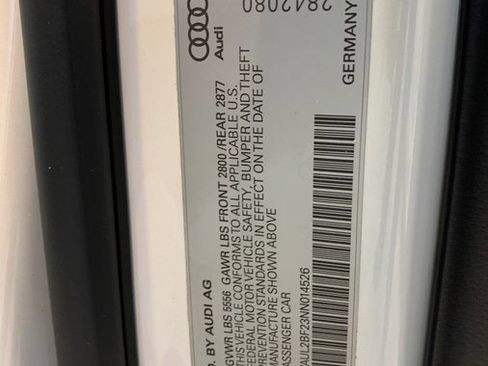 D. BY AUDI AG
GVWR LBS 5556 GAWR LBS FRONT 2800 /REAR 2877
THIS VEHICLE CONFORMS TO ALL APPLICABLE U.S.
FEDERAL MOTOR VEHICLE SAFETY, BUMPER AND THEFT
PREVENTION STANDARDS IN EFFECT ON THE DATE OF
MANUFACTURE SHOWN ABOVE
PASSENGER CAR
AUL2BF23NN014526
Audi
GERMANY